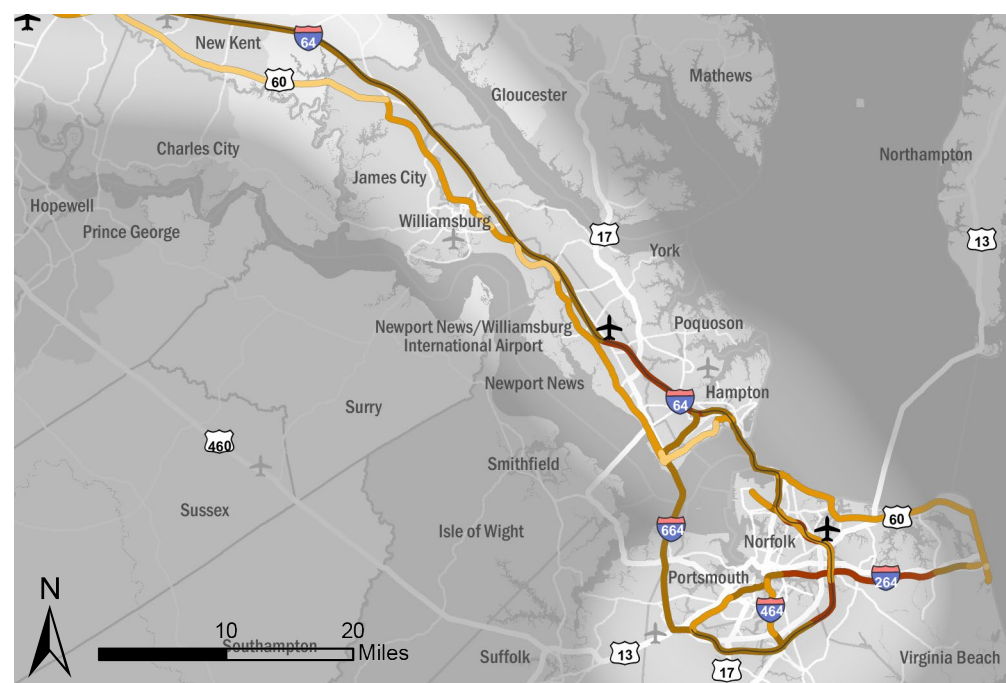 New Kent
64
60
Mathews
Gloucester
Charles City
Northampton
James City
Hopewell
Williamsburg
Prince George
17
13
York
Newport News/Williamsburg
International Airport
Poquoson
Newport News
Hampton
64
Surry
460
Smithfield
Sussex
60
Isle of Wight
664
Norfolk
Portsmouth
264
N
464
10
20
Southampton
Miles
Suffolk
13
17
Virginia Beach